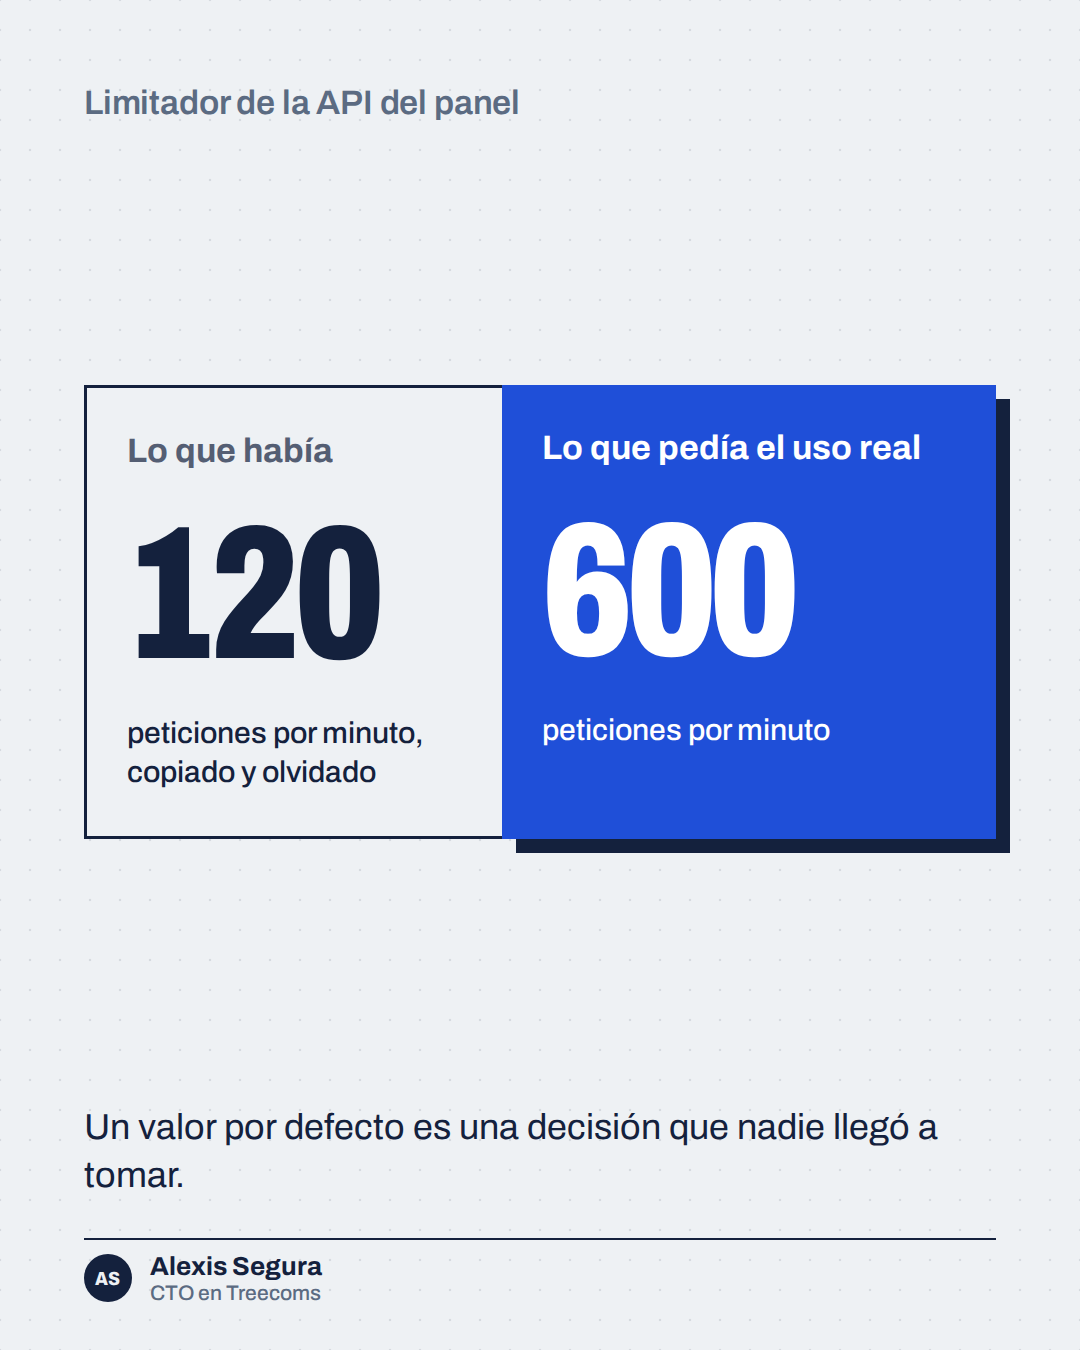 Limitador de la API del panel
Lo que había
120
peticiones por minuto,
copiado y olvidado
Lo que pedía el uso real
600
peticiones por minuto
Un valor por defecto es una decisión que nadie llegó a
tomar.
AS
Alexis Segura
CTO en Treecoms